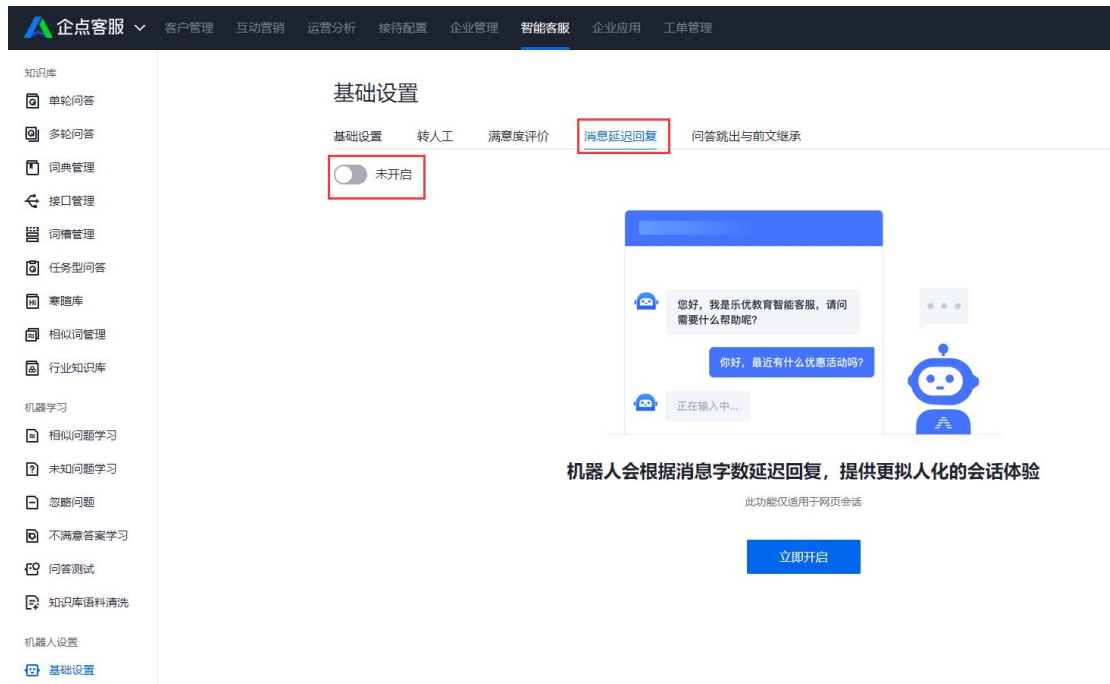 企点客服
客户管理 互动营销 运营分析 接待配置 企业管理 智能客服 企业应用 工单管理
知识库
单轮问答
多轮问答
词典管理
接口管理
词槽管理
任务型问答
寒暄库
相似词管理
行业知识库
机器学习
相似问题学习
未知问题学习
忽略问题
不满意答案学习
问答测试
知识库语料清洗
机器人设置
基础设置
基础设置
基础设置 转人工 满意度评价 消息延迟回复 问答跳出与前文继承
未开启
您好，我是乐优教育智能客服，请问
需要什么帮助呢？
你好，最近有什么优惠活动吗？
正在输入中...
机器人会根据消息字数延迟回复，提供更拟人化的会话体验
此功能仅适用于网页会话
立即开启